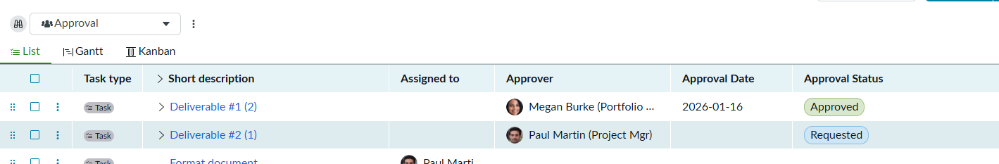 Approval
List Gantt Kanban
Task type Short description Assigned to Approver Approval Date Approval Status
Task Deliverable #1 (2) Megan Burke (Portfolio ... 2026-01-16 Approved
Task Deliverable #2 (1) Paul Martin (Project Mgr) Requested
Task Format document Paul Marti...